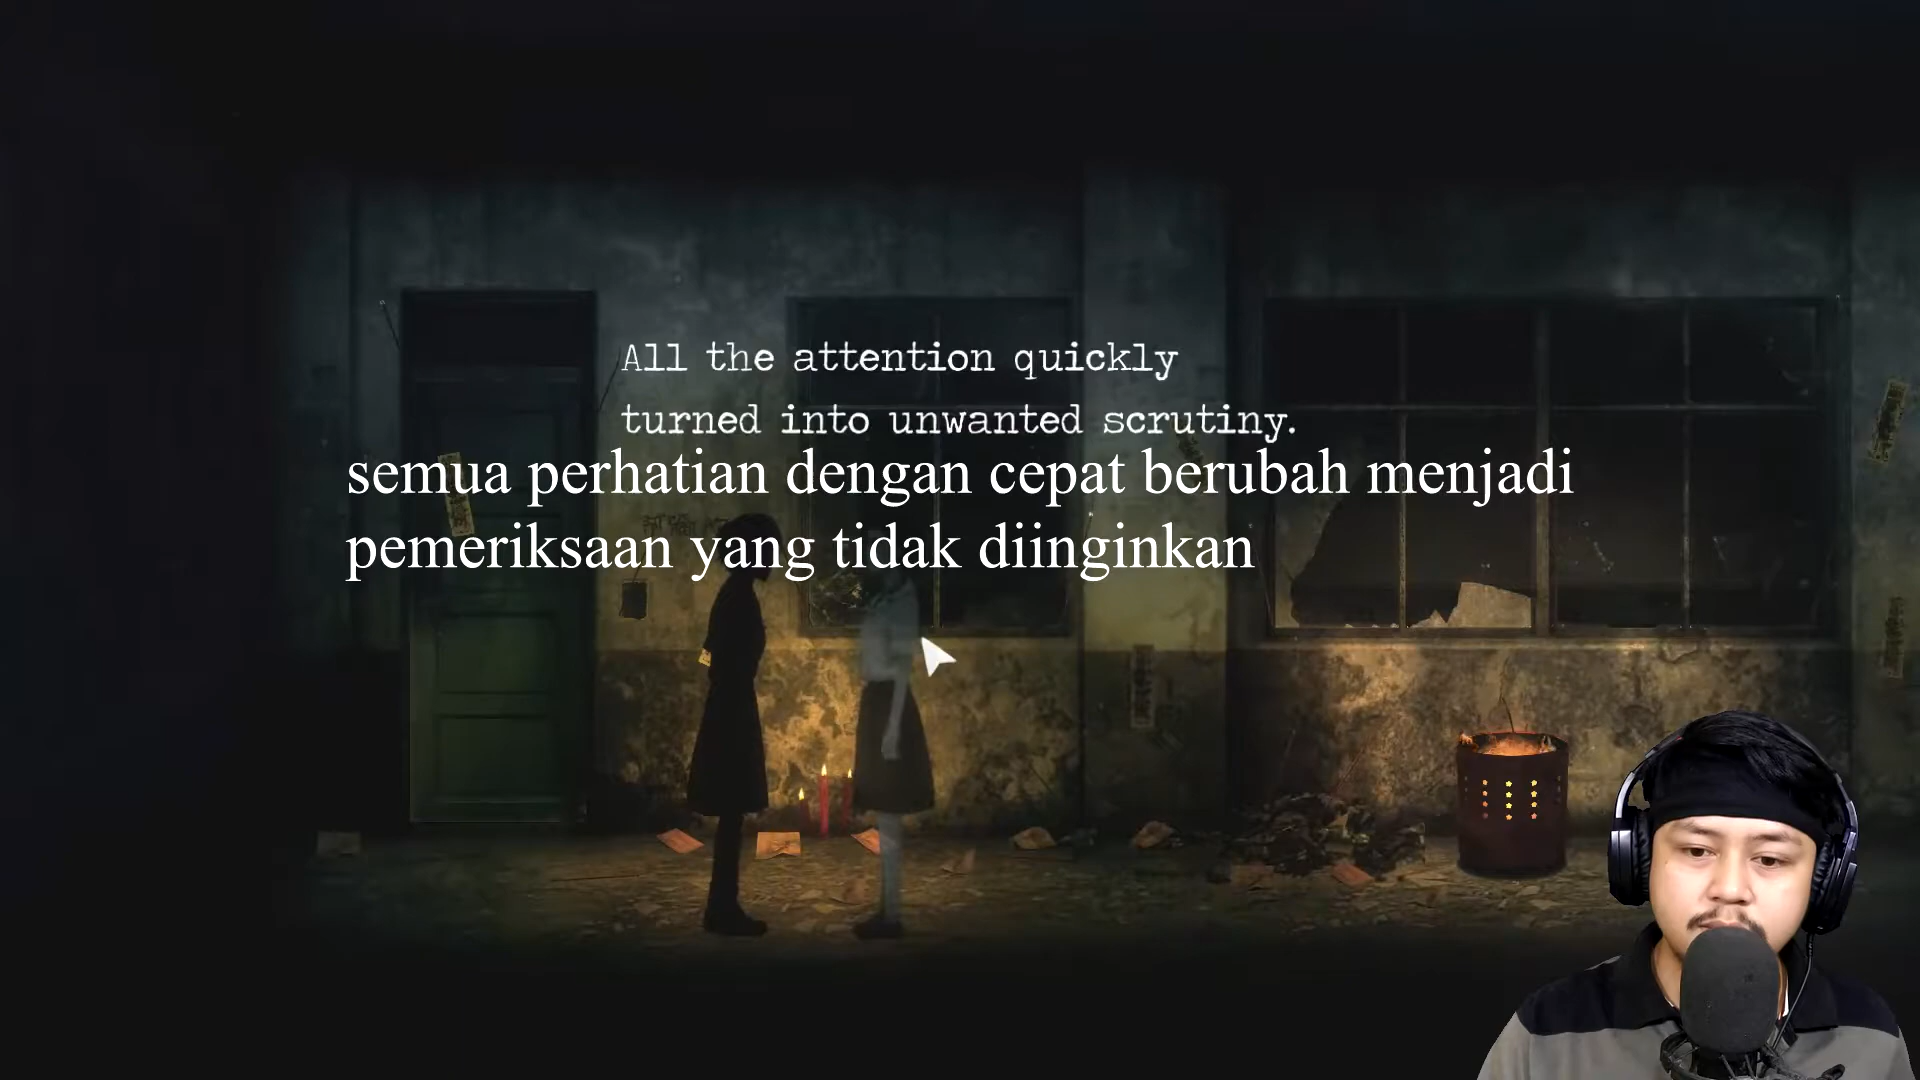 All the attention quickly
turned into unwanted scrutiny.
semua perhatian dengan cepat berubah menjadi
pemeriksaan yang tidak diinginkan